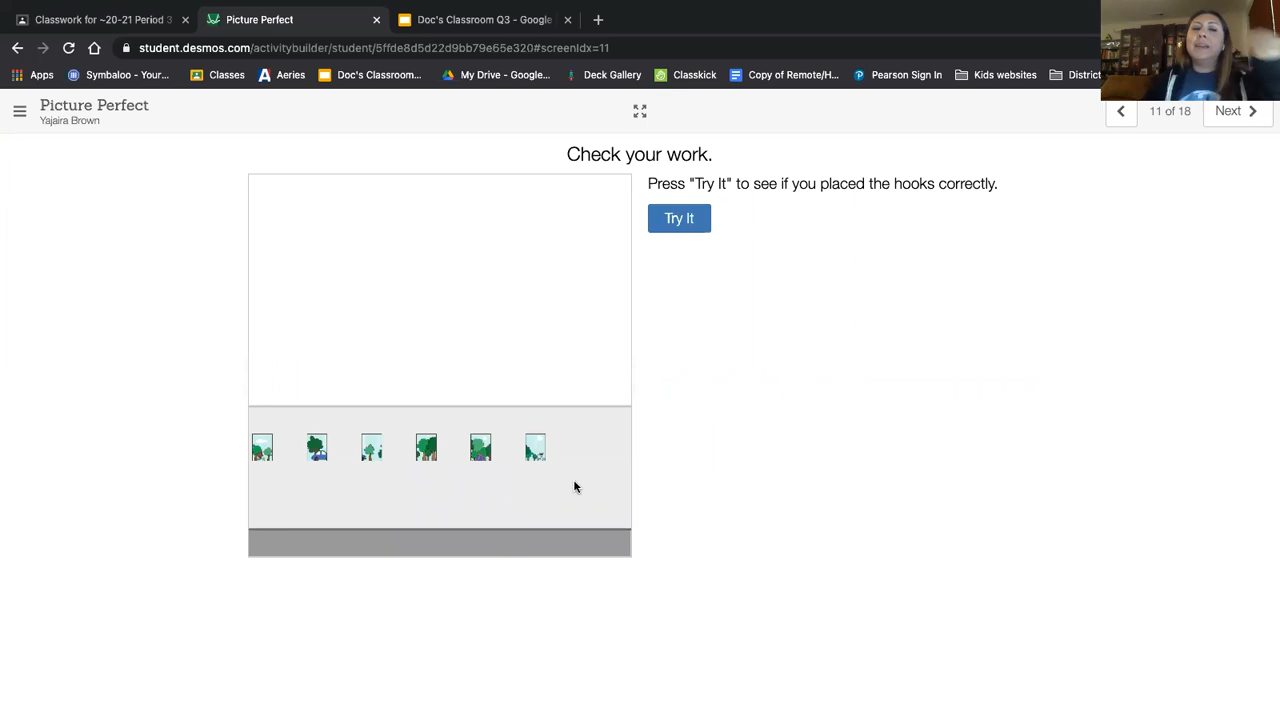 Classwork for ~20-21 Period 3
Picture Perfect
Doc's Classroom Q3 - Google
student.desmos.com/activitybuilder/student/5ffde8d5d22d9bb79e65e320#screenIdx=11
Apps
Symbaloo - Your...
Classes
Aeries
Doc's Classroom...
My Drive - Google...
Deck Gallery
Classkick
Copy of Remote/H...
Pearson Sign In
Kids websites
District
Picture Perfect
Yajaira Brown
11 of 18
Next
Check your work.
Press "Try It" to see if you placed the hooks correctly.
Try It